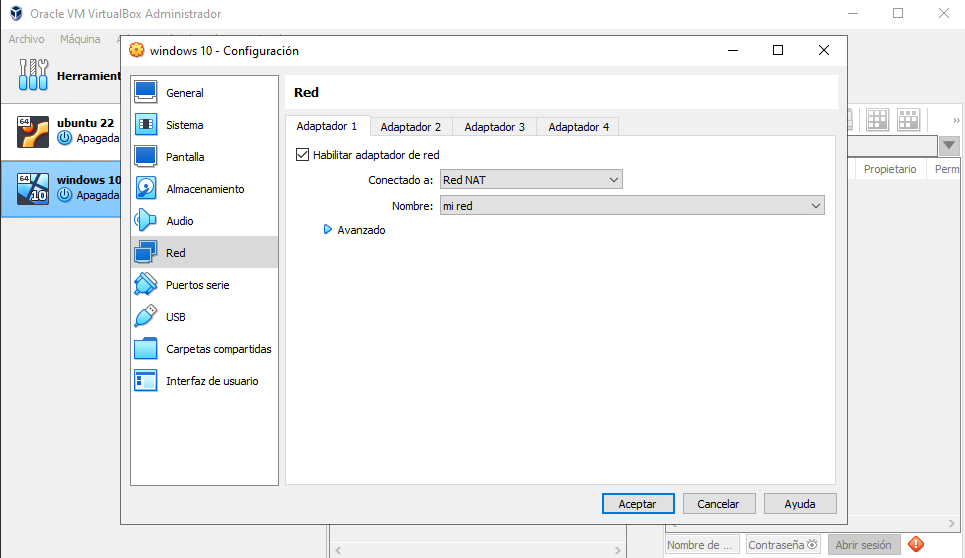 Oracle VM VirtualBox Administrador
Archivo Máquina
Herramient
64
ubuntu 22
Apagada
64
10
windows 10
Apagada
windows 10 - Configuración
General
Sistema
Pantalla
Almacenamiento
Audio
Red
Puertos serie
USB
Carpetas compartidas
Interfaz de usuario
Red
Adaptador 1 Adaptador 2 Adaptador 3 Adaptador 4
Habilitar adaptador de red
Conectado a: Red NAT
Nombre: mi red
Avanzado
Aceptar Cancelar Ayuda
Propietario Perm
Nombre de ... Contraseña Abrir sesión